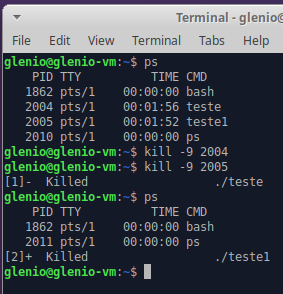 Terminal - glenio@
File Edit View Terminal Tabs Help
glenio@glenio-vm:~$ ps
PID TTY TIME CMD
1862 pts/1 00:00:00 bash
2004 pts/1 00:01:56 teste
2005 pts/1 00:01:52 teste1
2010 pts/1 00:00:00 ps
glenio@glenio-vm:~$ kill -9 2004
glenio@glenio-vm:~$ kill -9 2005
[1]- Killed ./teste
glenio@glenio-vm:~$ ps
PID TTY TIME CMD
1862 pts/1 00:00:00 bash
2011 pts/1 00:00:00 ps
[2]+ Killed ./teste1
glenio@glenio-vm:~$